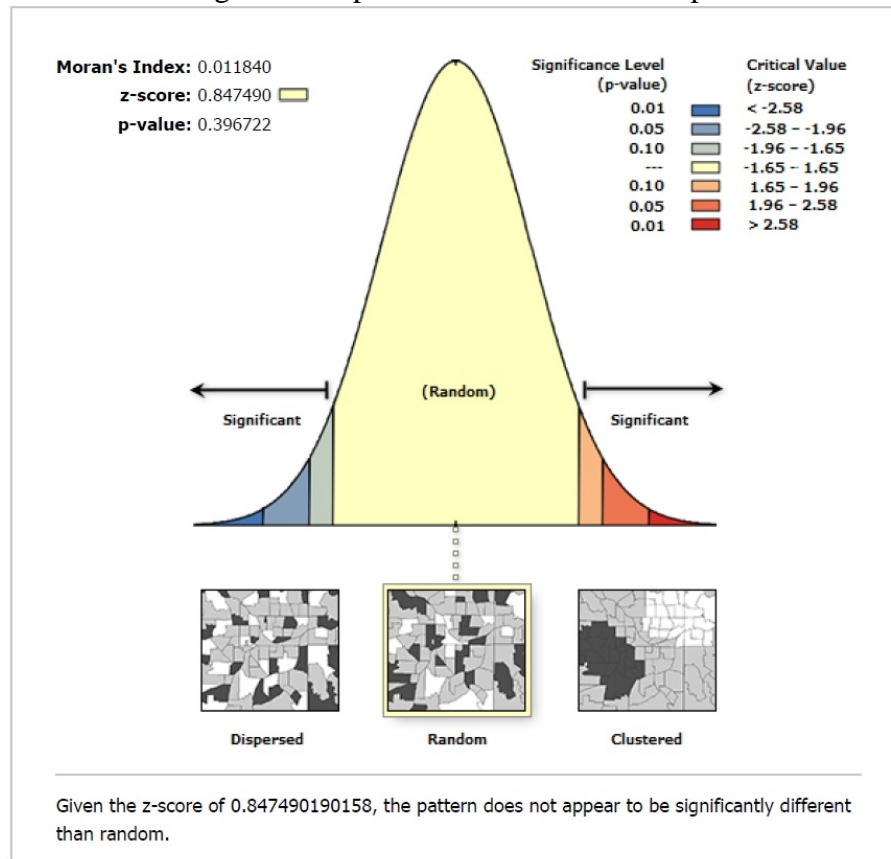 Moran's Index: 0.011840
z-score: 0.847490
p-value: 0.396722
Significance Level
(p-value)
Critical Value
(z-score)
0.01 < -2.58
0.05 -2.58 – -1.96
0.10 -1.96 – -1.65
--- -1.65 – 1.65
0.10 1.65 – 1.96
0.05 1.96 – 2.58
0.01 > 2.58
(Random)
Significant
Significant
Dispersed
Random
Clustered
Given the z-score of 0.847490190158, the pattern does not appear to be significantly different
than random.